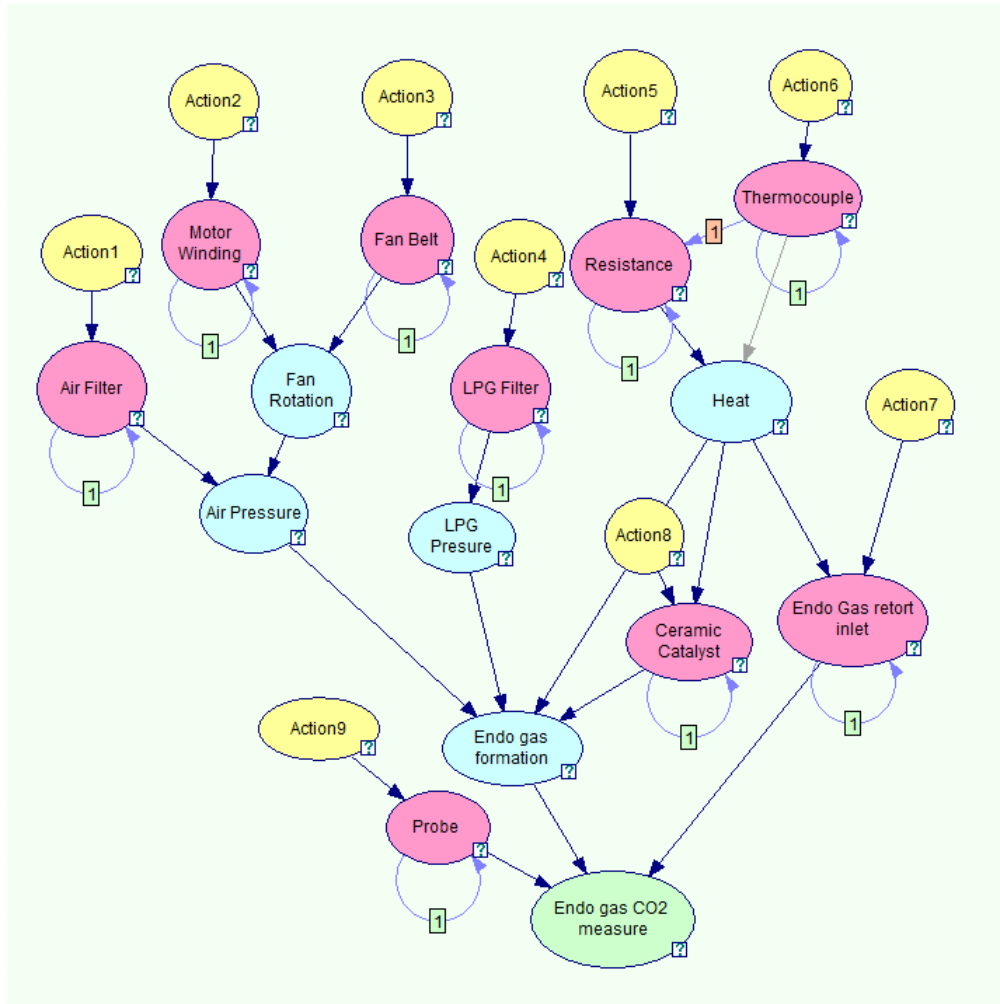 Action2
?
Action3
?
Action5
?
Action6
?
Thermocouple
?
Motor
Winding
?
Fan Belt
?
Action1
?
Action4
?
Resistance
?
1
1
1
1
1
Air Filter
?
Fan
Rotation
?
LPG Filter
?
Heat
?
Action7
?
1
1
Air Pressure
?
LPG
Presure
?
Action8
?
Ceramic
Catalyst
?
Endo Gas retort
inlet
?
1
1
Action9
?
Endo gas
formation
?
Probe
?
1
Endo gas CO2
measure
?